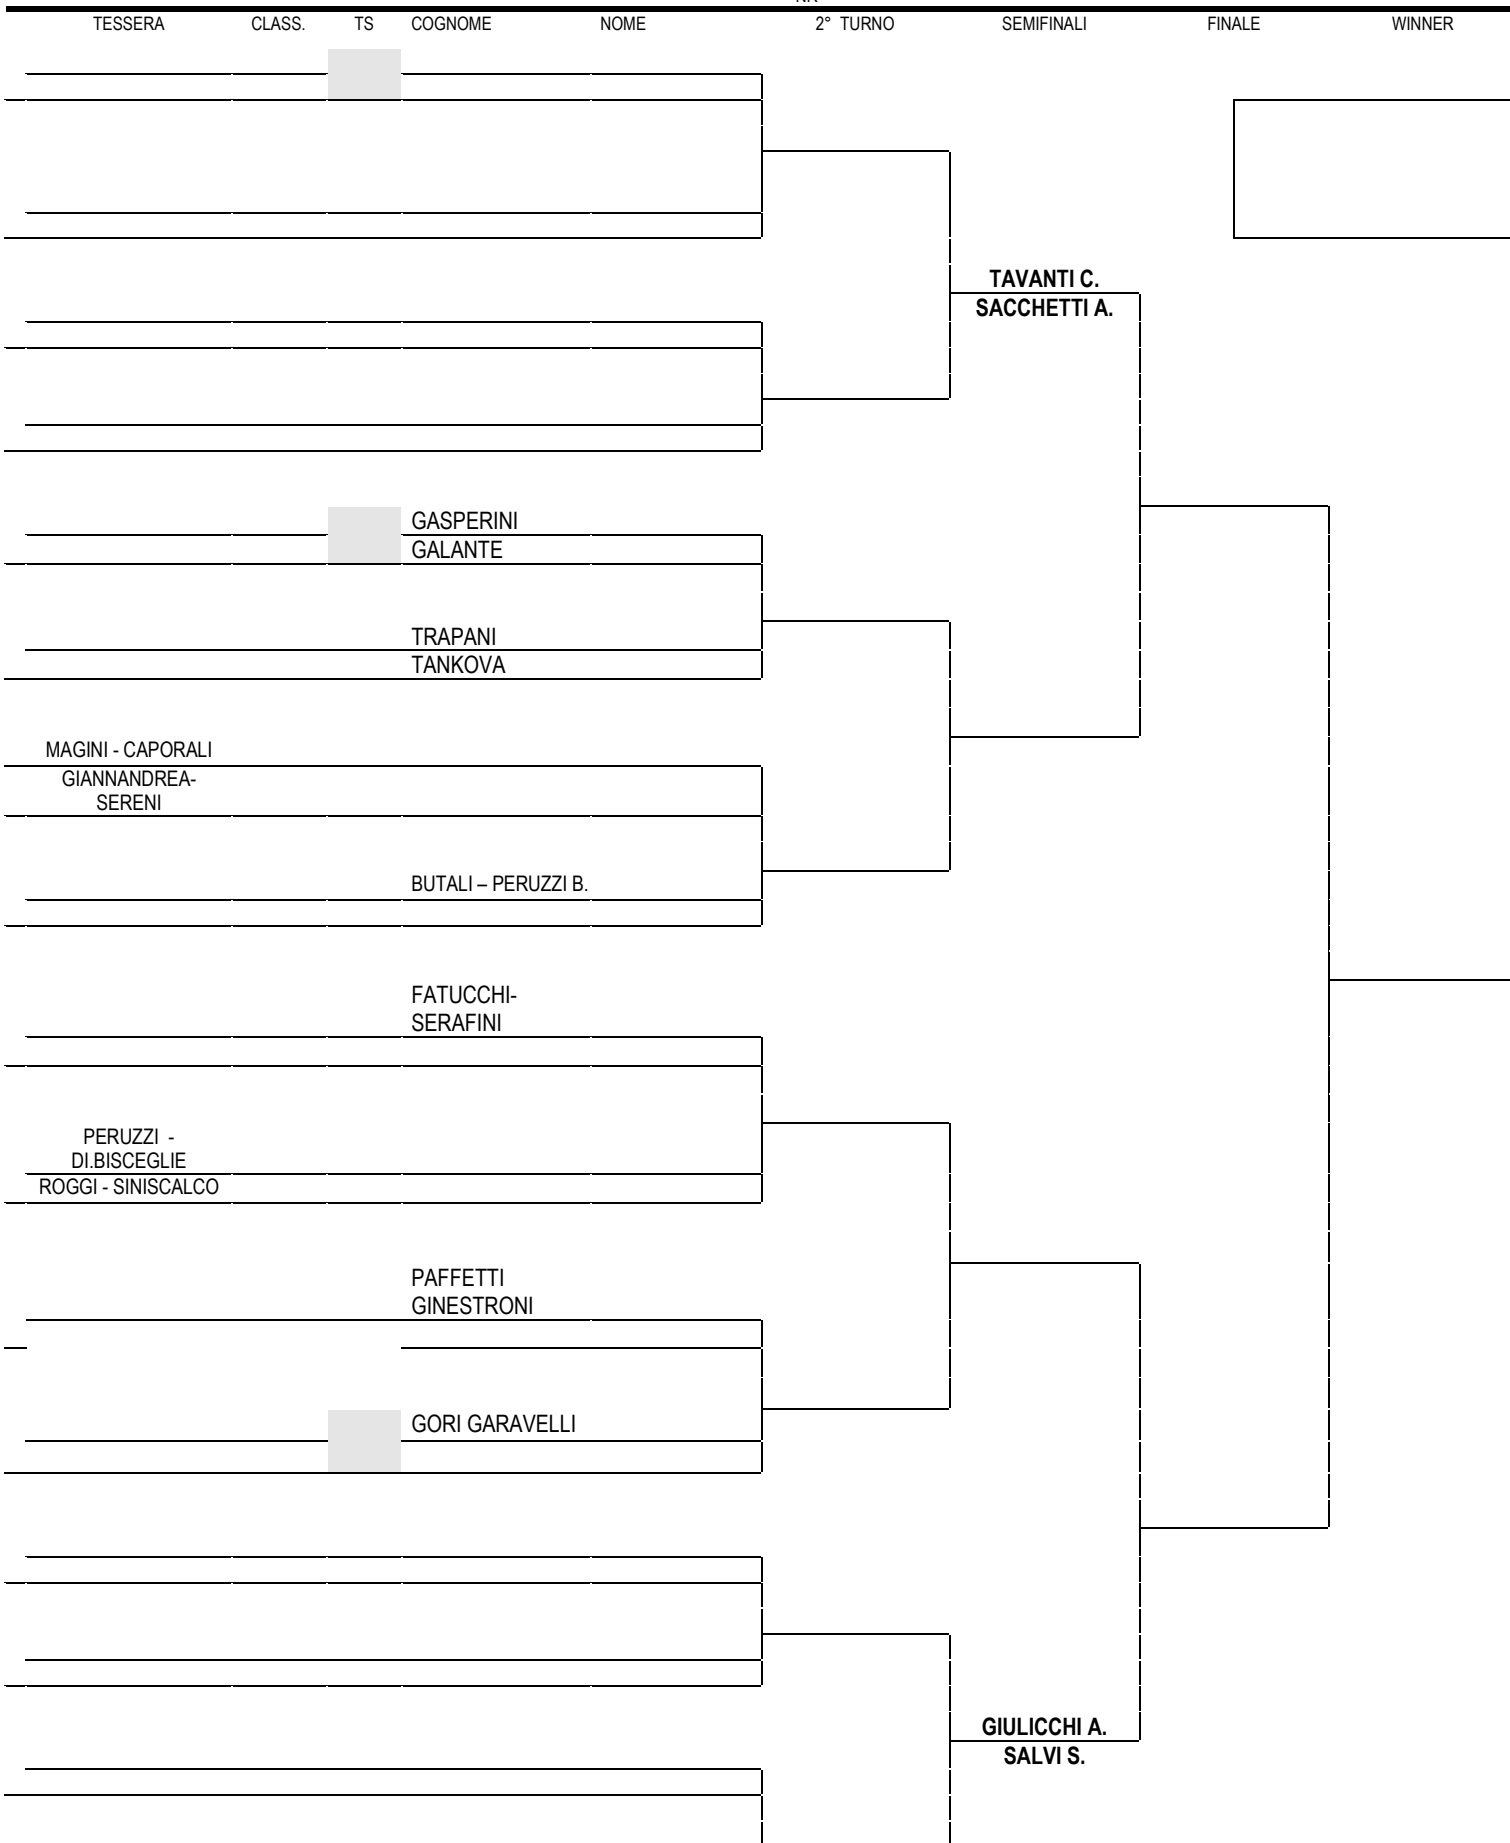 TESSERA CLASS. TS COGNOME NOME 2° TURNO SEMIFINALI FINALE WINNER
TAVANTI C.
SACCHETTI A.
GASPERINI
GALANTE
TRAPANI
TANKOVA
MAGINI - CAPORALI
GIANNANDREA-
SERENI
BUTALI – PERUZZI B.
FATUCCHI-
SERAFINI
PERUZZI -
DI.BISCEGLIE
ROGGI - SINISCALCO
PAFFETTI
GINESTRONI
GORI GARAVELLI
GIULICCHI A.
SALVI S.